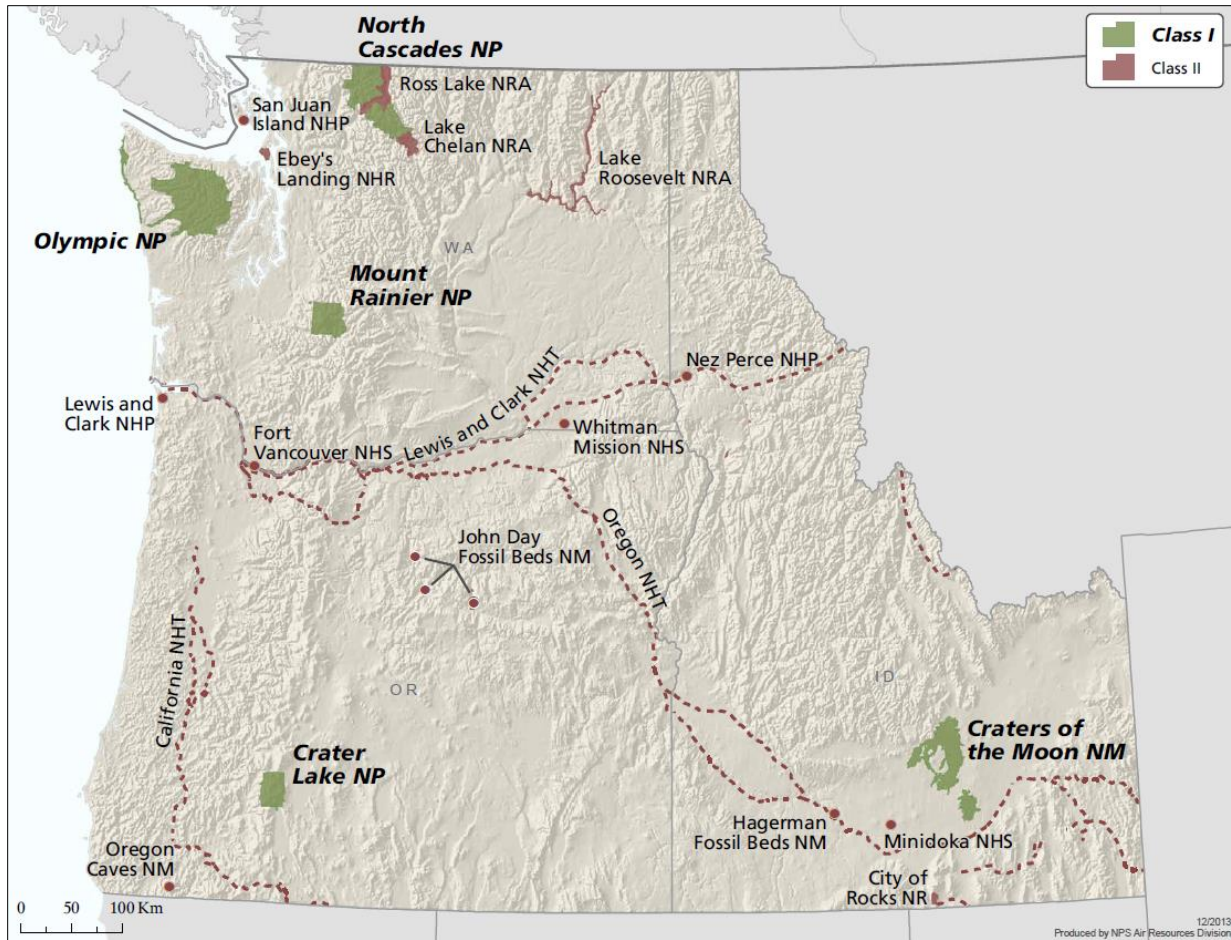 North
Cascades NP
Class I
Class II
Ross Lake NRA
San Juan
Island NHP
Lake
Chelan NRA
Ebey's
Landing NHR
Lake
Roosevelt NRA
Olympic NP
WA
Mount
Rainier NP
Nez Perce NHP
Lewis and Clark NHT
Lewis and
Clark NHP
Whitman
Mission NHS
Fort
Vancouver NHS
John Day
Fossil Beds NM
Oregon NHT
California NHT
OR
ID
Craters of
the Moon NM
Crater
Lake NP
Hagerman
Fossil Beds NM
Minidoka NHS
Oregon
Caves NM
City of
Rocks NR
0 50 100 Km
12/2013
Produced by NPS Air Resources Division